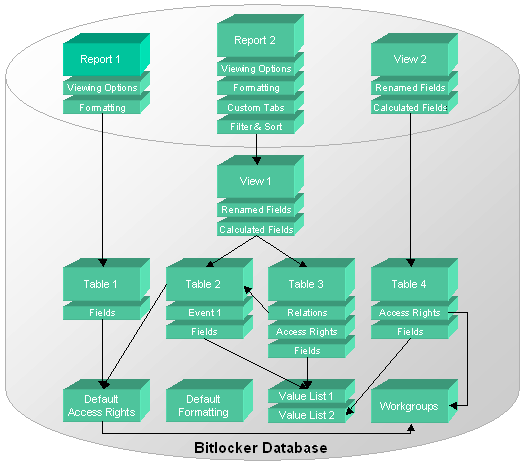 Report 1
Viewing Options
Formatting
Report 2
Viewing Options
Formatting
Custom Tabs
Filter & Sort
View 2
Renamed Fields
Calculated Fields
View 1
Renamed Fields
Calculated Fields
Table 1
Fields
Table 2
Event 1
Fields
Table 3
Relations
Access Rights
Fields
Table 4
Access Rights
Fields
Default
Access Rights
Default
Formatting
Value List 1
Value List 2
Workgroups
Bitlocker Database